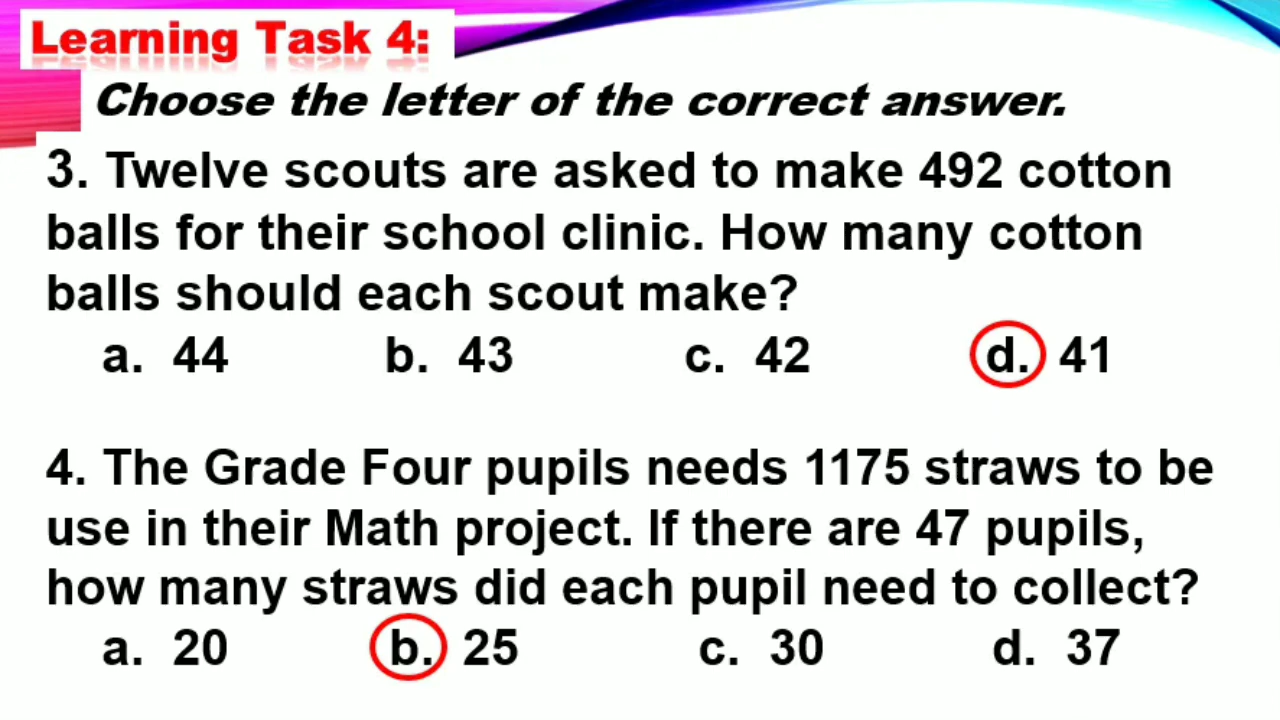 Learning Task 4:
Choose the letter of the correct answer.
3. Twelve scouts are asked to make 492 cotton
balls for their school clinic. How many cotton
balls should each scout make?
a. 44 b. 43 c. 42 d. 41
4. The Grade Four pupils needs 1175 straws to be
use in their Math project. If there are 47 pupils,
how many straws did each pupil need to collect?
a. 20 b. 25 c. 30 d. 37